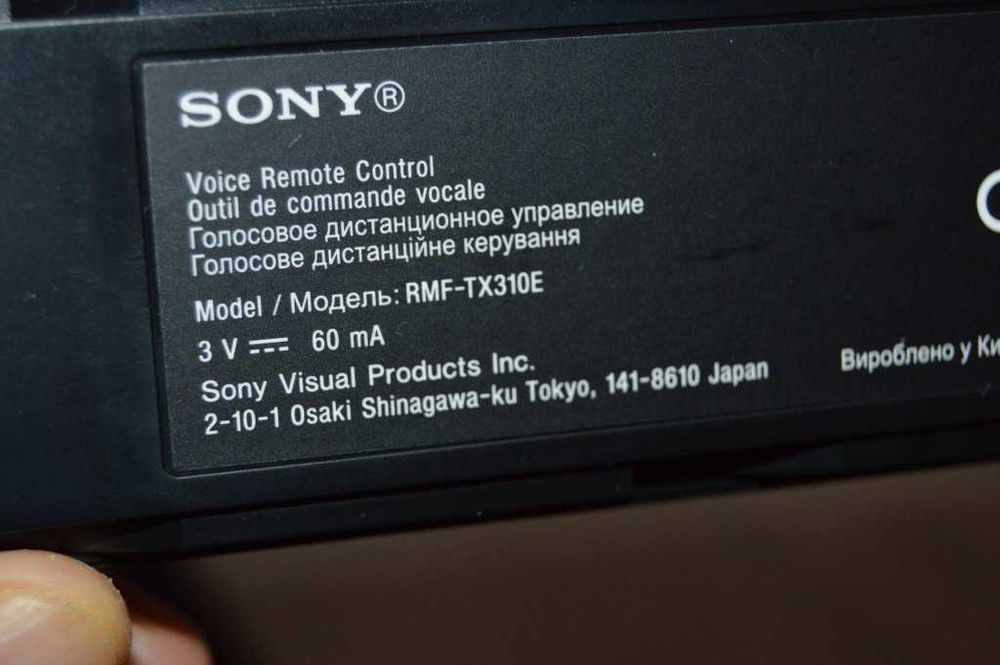 SONY®
Voice Remote Control
Outil de commande vocale
Голосовое дистанционное управление
Голосове дистанційне керування
Model / Модель: RMF-TX310E
3 V ⎓ 60 mA
Sony Visual Products Inc.
2-10-1 Osaki Shinagawa-ku Tokyo, 141-8610 Japan
Вироблено у